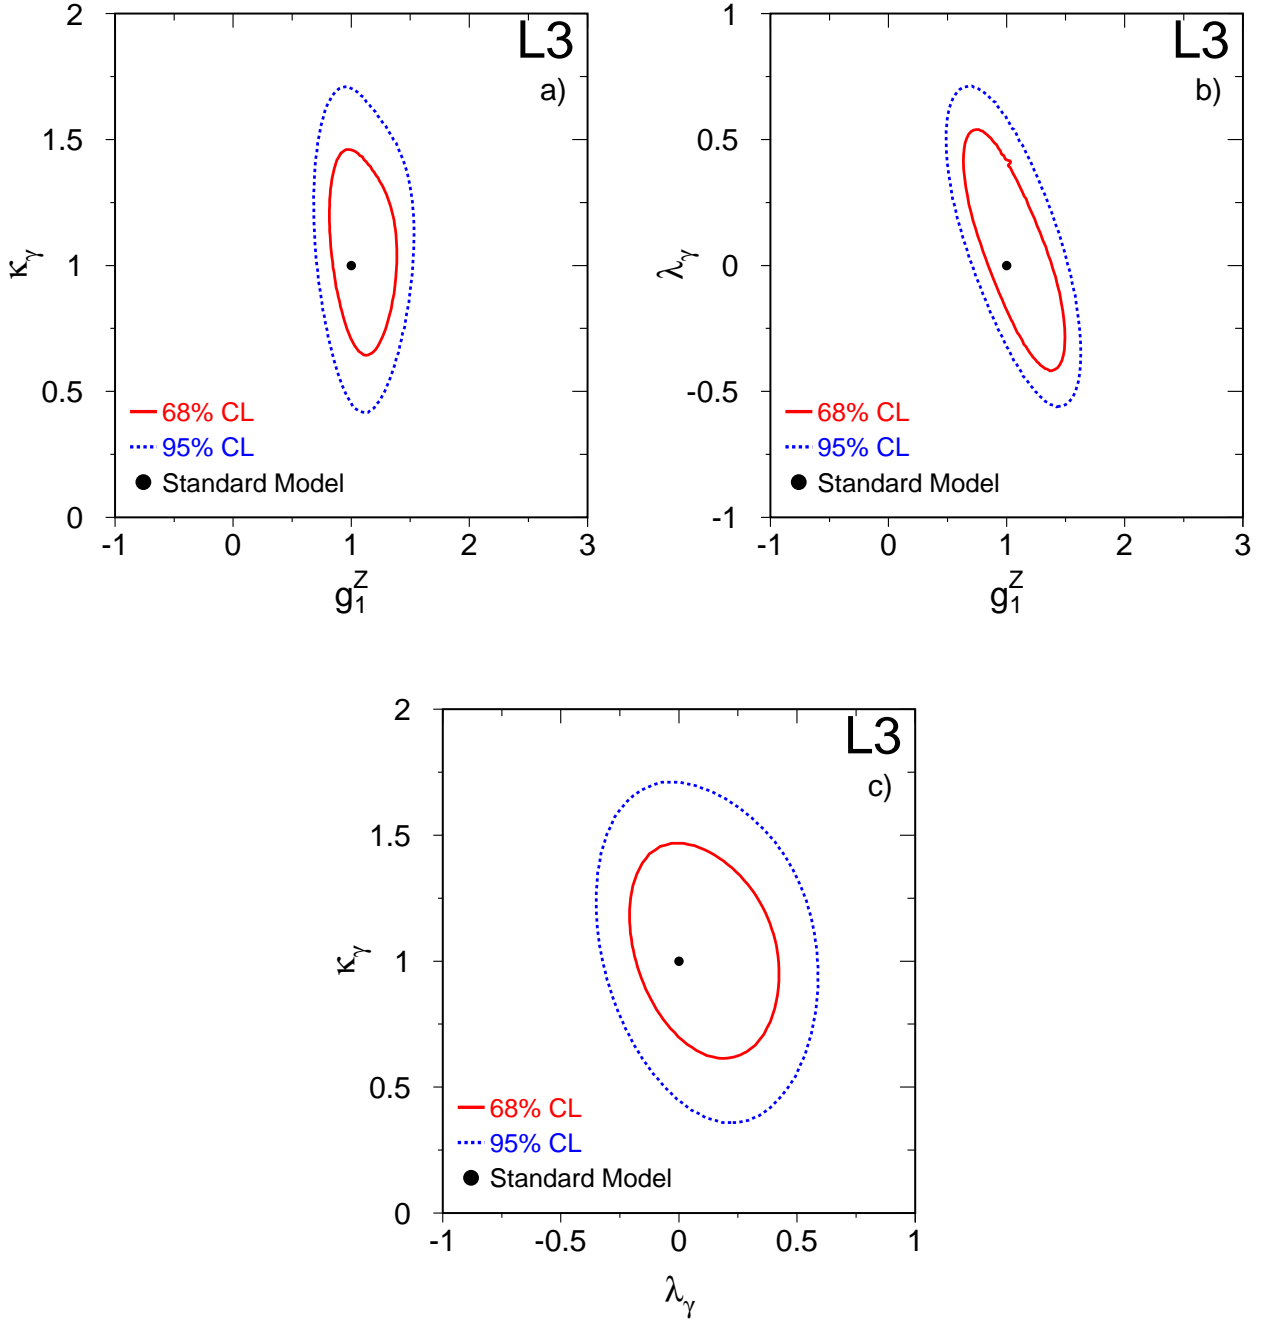 L3
a)
2
1.5
1
0.5
0
κγ
68% CL
95% CL
Standard Model
-1 0 1 2 3
g₁ᶻ
L3
b)
1
0.5
0
-0.5
-1
λγ
68% CL
95% CL
Standard Model
-1 0 1 2 3
g₁ᶻ
L3
c)
2
1.5
1
0.5
0
κγ
68% CL
95% CL
Standard Model
-1 -0.5 0 0.5 1
λγ